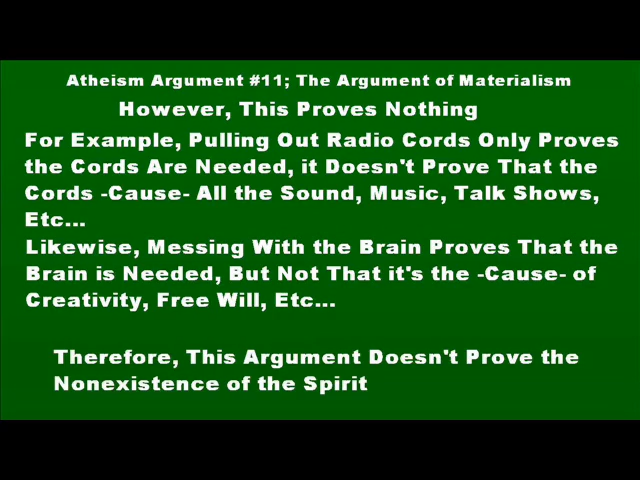 Atheism Argument #11; The Argument of Materialism
However, This Proves Nothing
For Example, Pulling Out Radio Cords Only Proves
the Cords Are Needed, it Doesn't Prove That the
Cords -Cause- All the Sound, Music, Talk Shows,
Etc...
Likewise, Messing With the Brain Proves That the
Brain is Needed, But Not That it's the -Cause- of
Creativity, Free Will, Etc...
Therefore, This Argument Doesn't Prove the
Nonexistence of the Spirit